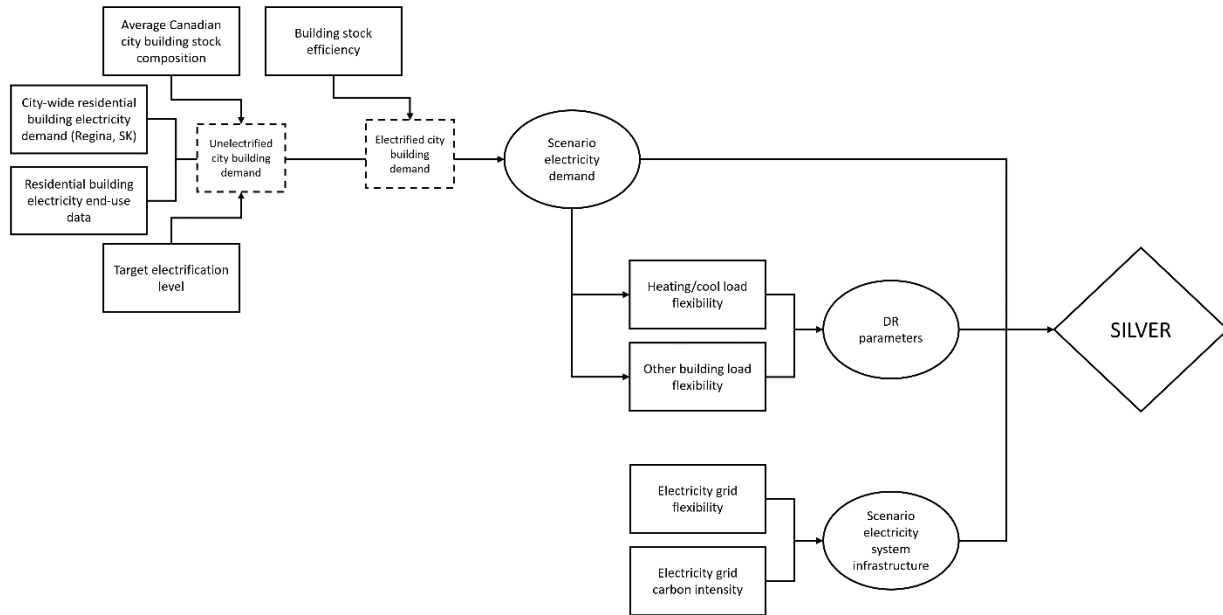 Average Canadian
city building stock
composition
Building stock
efficiency
City-wide residential
building electricity
demand (Regina, SK)
Residential building
electricity end-use
data
Unelectrified
city building
demand
Electrified city
building
demand
Scenario
electricity
demand
Target electrification
level
Heating/cool load
flexibility
Other building load
flexibility
DR
parameters
SILVER
Electricity grid
flexibility
Electricity grid
carbon intensity
Scenario
electricity
system
infrastructure